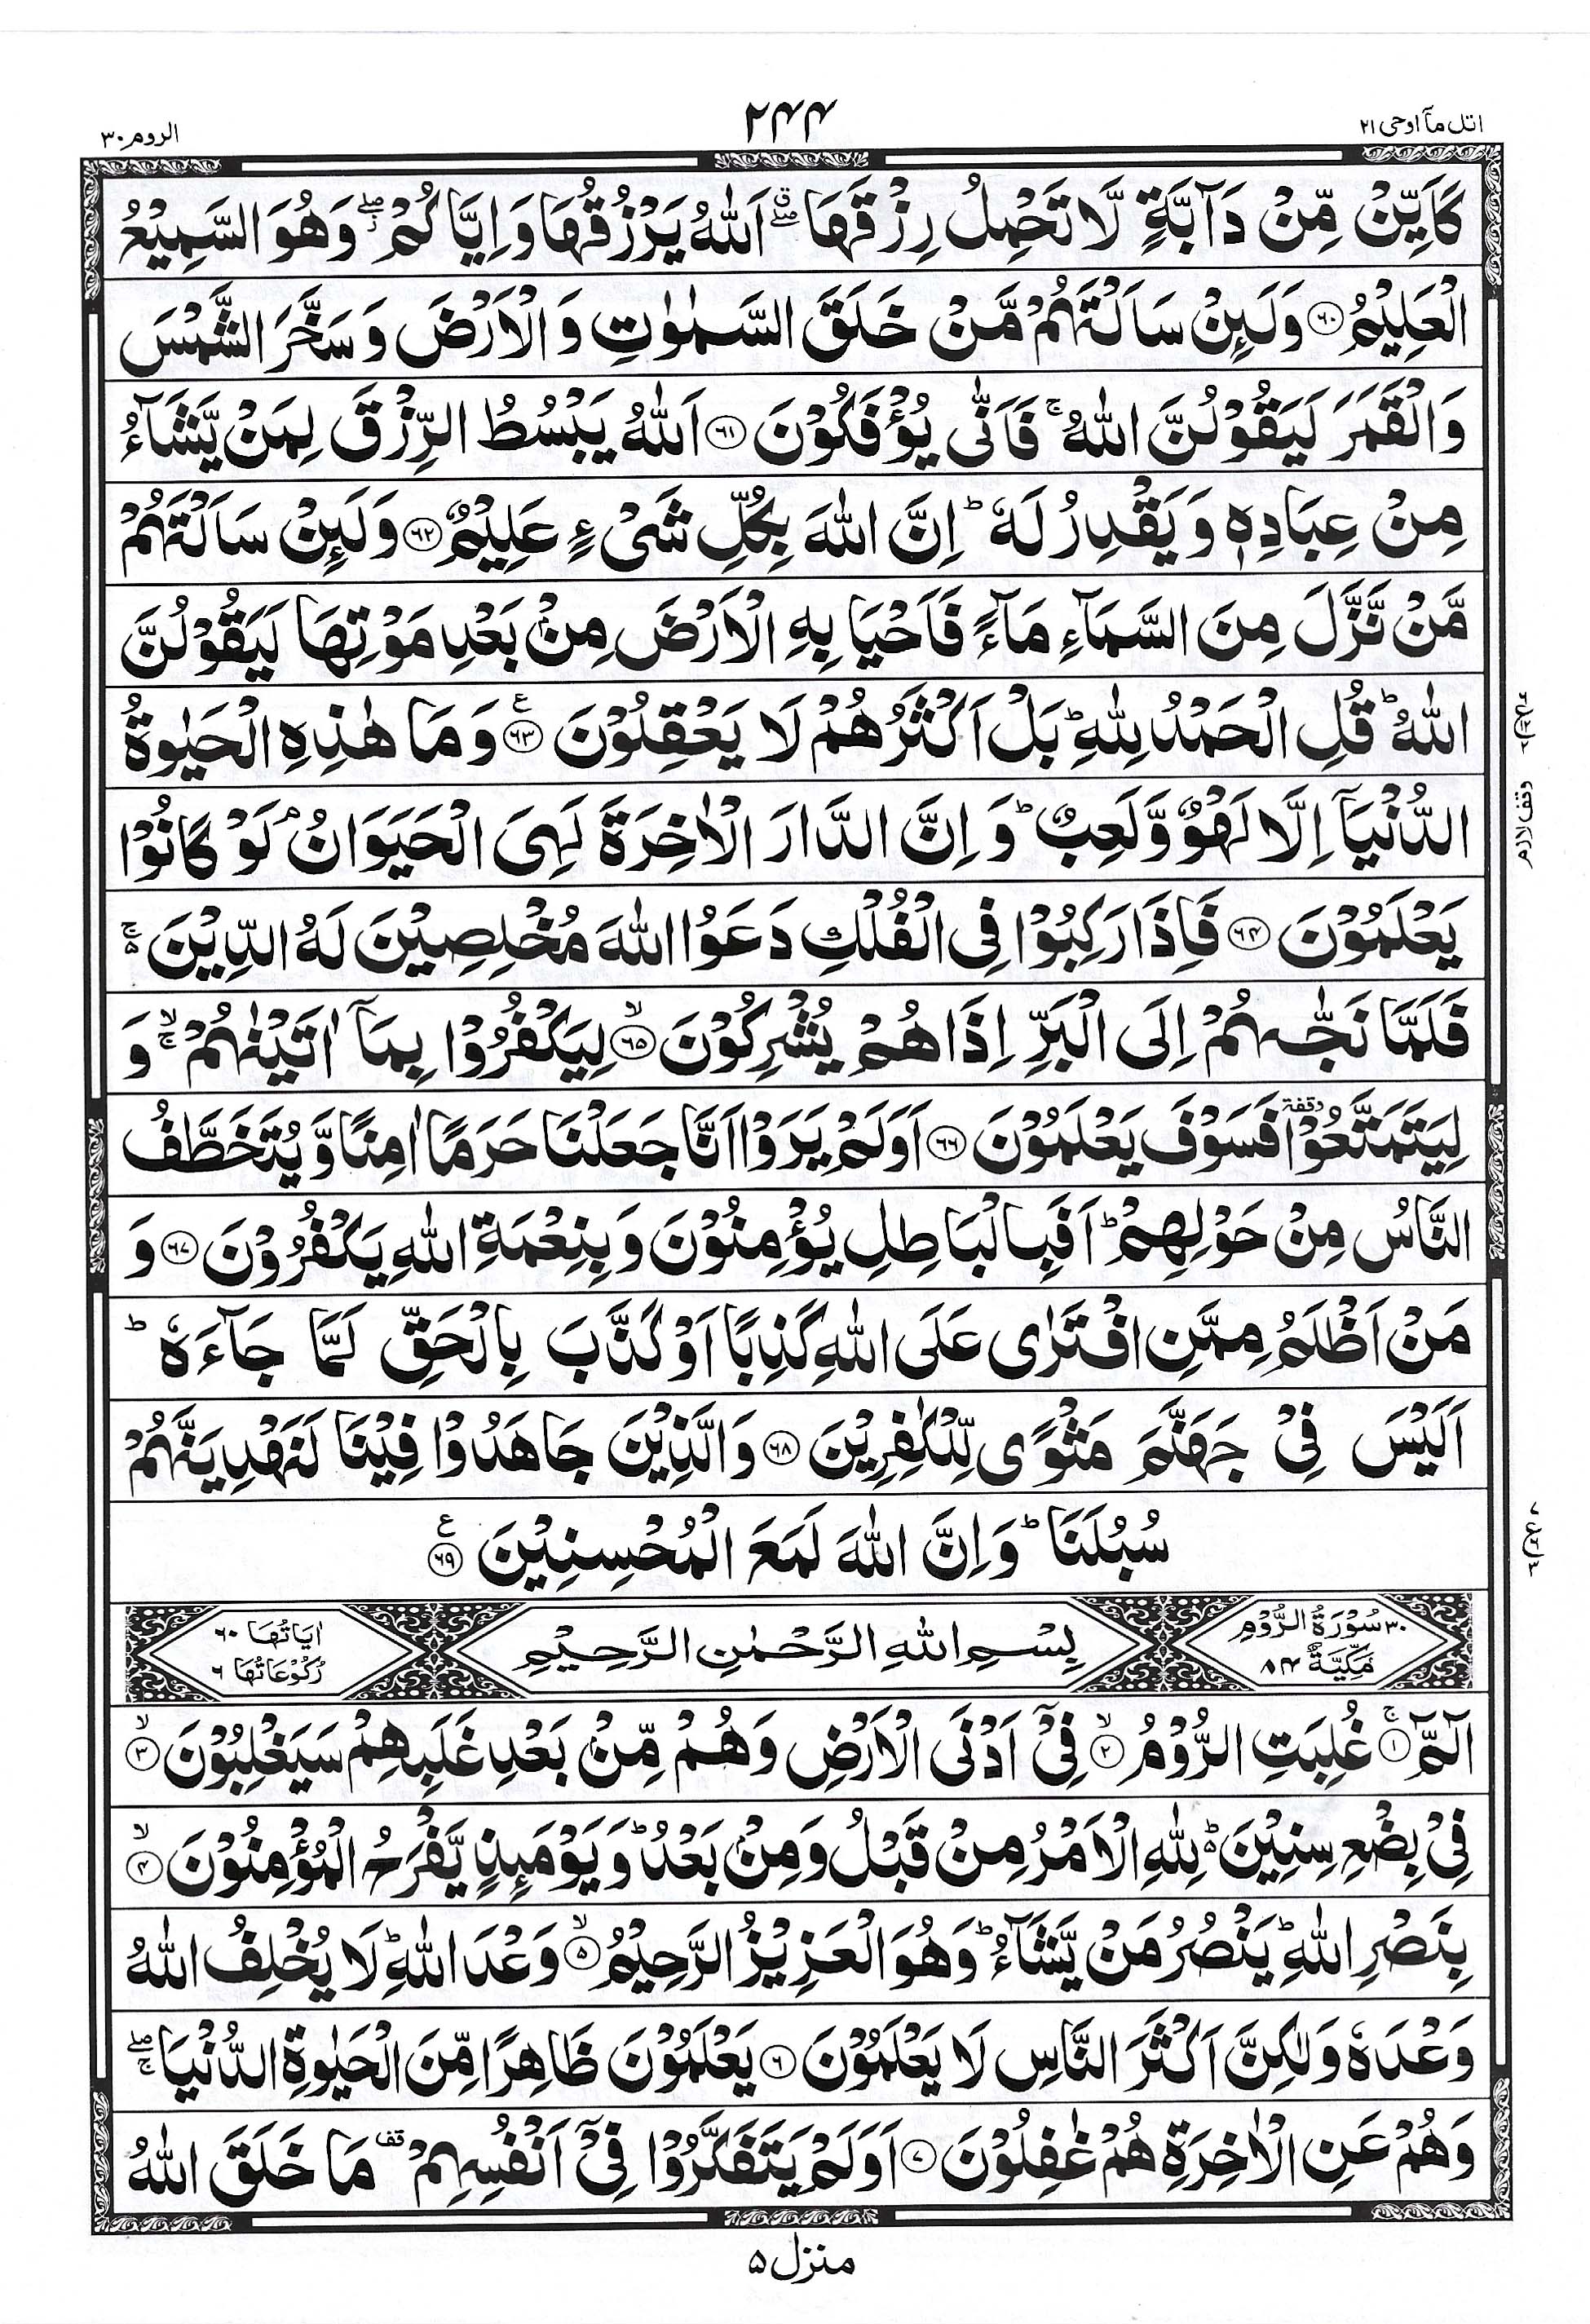 اتل مآ اوحی ۲۱
۲۴۴
الروم ۳۰
كَاَيِّنْ مِّنْ دَآبَّةٍ لَّا تَحْمِلُ رِزْقَهَا ۖۗ اَللّٰهُ يَرْزُقُهَا وَاِيَّاكُمْ ۖؗ وَهُوَ السَّمِيْعُ
الْعَلِيْمُ ۝۶۰ وَلَىِٕنْ سَاَلْتَهُمْ مَّنْ خَلَقَ السَّمٰوٰتِ وَالْاَرْضَ وَسَخَّرَ الشَّمْسَ
وَالْقَمَرَ لَيَقُوْلُنَّ اللّٰهُ ۚ فَاَنّٰى يُؤْفَكُوْنَ ۝۶۱ اَللّٰهُ يَبْسُطُ الرِّزْقَ لِمَنْ يَّشَآءُ
مِنْ عِبَادِهٖ وَيَقْدِرُ لَهٗ ؕ اِنَّ اللّٰهَ بِكُلِّ شَىْءٍ عَلِيْمٌ ۝۶۲ وَلَىِٕنْ سَاَلْتَهُمْ
مَّنْ نَّزَّلَ مِنَ السَّمَآءِ مَآءً فَاَحْيَا بِهِ الْاَرْضَ مِنْۢ بَعْدِ مَوْتِهَا لَيَقُوْلُنَّ
اللّٰهُ ؕ قُلِ الْحَمْدُ لِلّٰهِ ؕ بَلْ اَكْثَرُهُمْ لَا يَعْقِلُوْنَ ۝۶۳ ع وَمَا هٰذِهِ الْحَيٰوةُ
الدُّنْيَآ اِلَّا لَهْوٌ وَّلَعِبٌ ؕ وَاِنَّ الدَّارَ الْاٰخِرَةَ لَهِىَ الْحَيَوَانُ ۘ لَوْ كَانُوْا
وقف لازم
يَعْلَمُوْنَ ۝۶۴ فَاِذَا رَكِبُوْا فِى الْفُلْكِ دَعَوُا اللّٰهَ مُخْلِصِيْنَ لَهُ الدِّيْنَ ۚ۬
فَلَمَّا نَجّٰىهُمْ اِلَى الْبَرِّ اِذَا هُمْ يُشْرِكُوْنَ ۙ۝۶۵ لِيَكْفُرُوْا بِمَآ اٰتَيْنٰهُمْ ۙۚ وَ
لِيَتَمَتَّعُوْا وقفة فَسَوْفَ يَعْلَمُوْنَ ۝۶۶ اَوَلَمْ يَرَوْا اَنَّا جَعَلْنَا حَرَمًا اٰمِنًا وَّيُتَخَطَّفُ
النَّاسُ مِنْ حَوْلِهِمْ ؕ اَفَبِالْبَاطِلِ يُؤْمِنُوْنَ وَبِنِعْمَةِ اللّٰهِ يَكْفُرُوْنَ ۝۶۷ وَ
مَنْ اَظْلَمُ مِمَّنِ افْتَرٰى عَلَى اللّٰهِ كَذِبًا اَوْ كَذَّبَ بِالْحَقِّ لَمَّا جَآءَهٗ ؕ
اَلَيْسَ فِىْ جَهَنَّمَ مَثْوًى لِّلْكٰفِرِيْنَ ۝۶۸ وَالَّذِيْنَ جَاهَدُوْا فِيْنَا لَنَهْدِيَنَّهُمْ
سُبُلَنَا ؕ وَاِنَّ اللّٰهَ لَمَعَ الْمُحْسِنِيْنَ ۝۶۹ ع
۳۰ سُوْرَةُ الرُّوْمِ مَكِّيَّةٌ ۸۴
بِسْمِ اللّٰهِ الرَّحْمٰنِ الرَّحِيْمِ
اٰيَاتُهَا ۶۰ رُكُوْعَاتُهَا ۶
الٓمّٓ ۚ۝۱ غُلِبَتِ الرُّوْمُ ۙ۝۲ فِىْٓ اَدْنَى الْاَرْضِ وَهُمْ مِّنْۢ بَعْدِ غَلَبِهِمْ سَيَغْلِبُوْنَ ۙ۝۳
فِىْ بِضْعِ سِنِيْنَ ؕ۬ لِلّٰهِ الْاَمْرُ مِنْ قَبْلُ وَمِنْۢ بَعْدُ ؕ وَيَوْمَىِٕذٍ يَّفْرَحُ الْمُؤْمِنُوْنَ ۙ۝۴
بِنَصْرِ اللّٰهِ ؕ يَنْصُرُ مَنْ يَّشَآءُ ؕ وَهُوَ الْعَزِيْزُ الرَّحِيْمُ ۙ۝۵ وَعْدَ اللّٰهِ ؕ لَا يُخْلِفُ اللّٰهُ
وَعْدَهٗ وَلٰكِنَّ اَكْثَرَ النَّاسِ لَا يَعْلَمُوْنَ ۝۶ يَعْلَمُوْنَ ظَاهِرًا مِّنَ الْحَيٰوةِ الدُّنْيَا ۖۚ
وَهُمْ عَنِ الْاٰخِرَةِ هُمْ غٰفِلُوْنَ ۝۷ اَوَلَمْ يَتَفَكَّرُوْا فِىْٓ اَنْفُسِهِمْ قف مَا خَلَقَ اللّٰهُ
منزل ۵